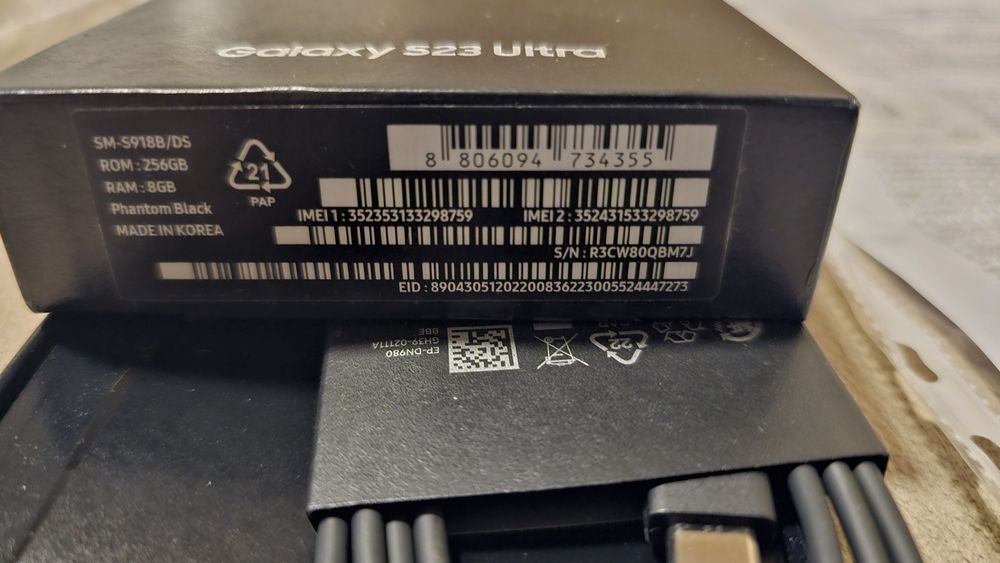 Galaxy S23 Ultra
SM-S918B/DS
ROM : 256GB
RAM : 8GB
Phantom Black
MADE IN KOREA
21
PAP
8 806094 734355
IMEI 1 : 352353133298759
IMEI 2 : 352431533298759
S/N : R3CW80QBM7J
EID : 89043051202200836223005524447273
EP-DN980
GH39-02111A
BBE
22